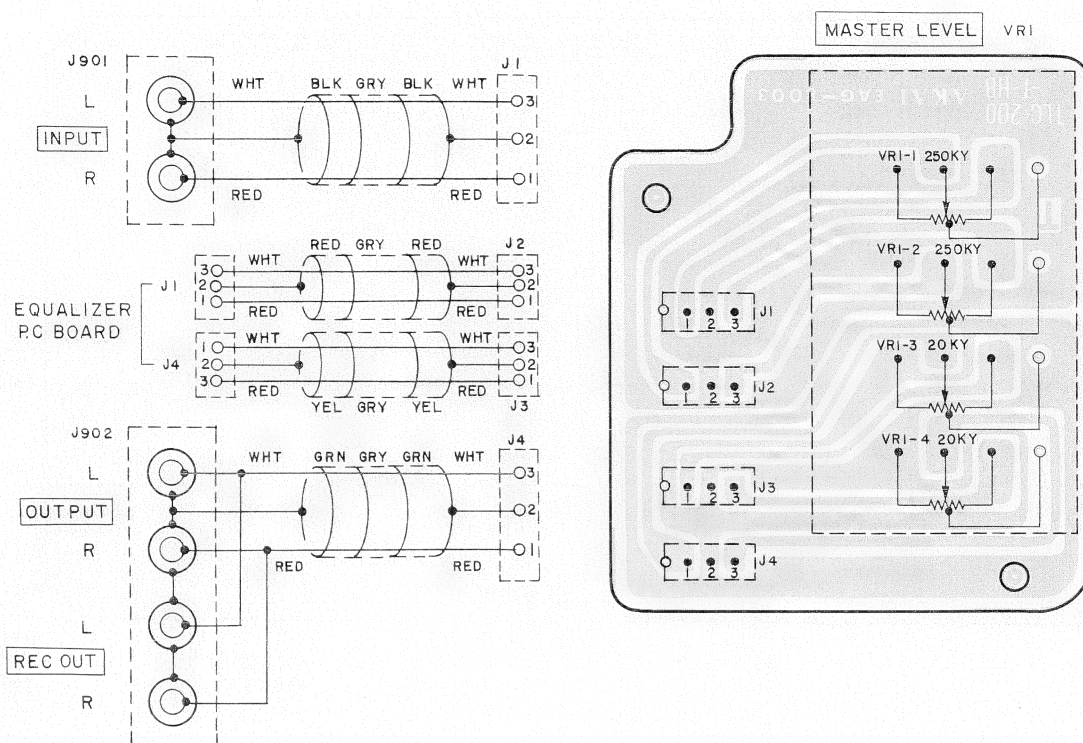 MASTER LEVEL VR1
J901 J1
WHT BLK GRY BLK WHT
L 3
INPUT 2
R 1
RED RED
RED GRY RED J2
3 WHT WHT 3
J1 2 2
1 RED RED 1
EQUALIZER
P.C BOARD
1 WHT WHT 3
J4 2 2
3 RED RED 1
YEL GRY YEL J3
J902 J4
WHT GRN GRY GRN WHT
L 3
OUTPUT 2
R 1
RED RED
L
REC OUT
R
VR1-1 250KY
VR1-2 250KY
VR1-3 20KY
VR1-4 20KY
1 2 3 J1
1 2 3 J2
1 2 3 J3
1 2 3 J4